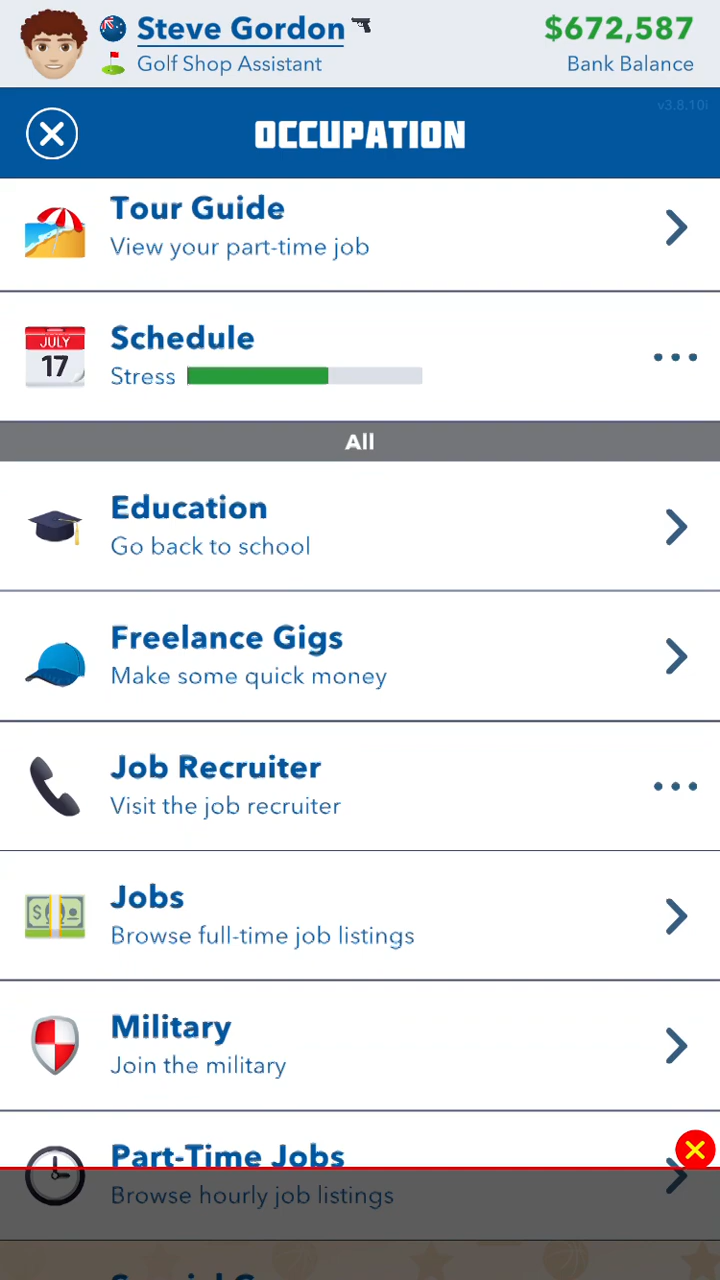 Steve Gordon
$672,587
Golf Shop Assistant
Bank Balance
v3.8.10i
OCCUPATION
Tour Guide
View your part-time job
JULY
17
Schedule
Stress
All
Education
Go back to school
Freelance Gigs
Make some quick money
Job Recruiter
Visit the job recruiter
Jobs
Browse full-time job listings
Military
Join the military
Part-Time Jobs
Browse hourly job listings